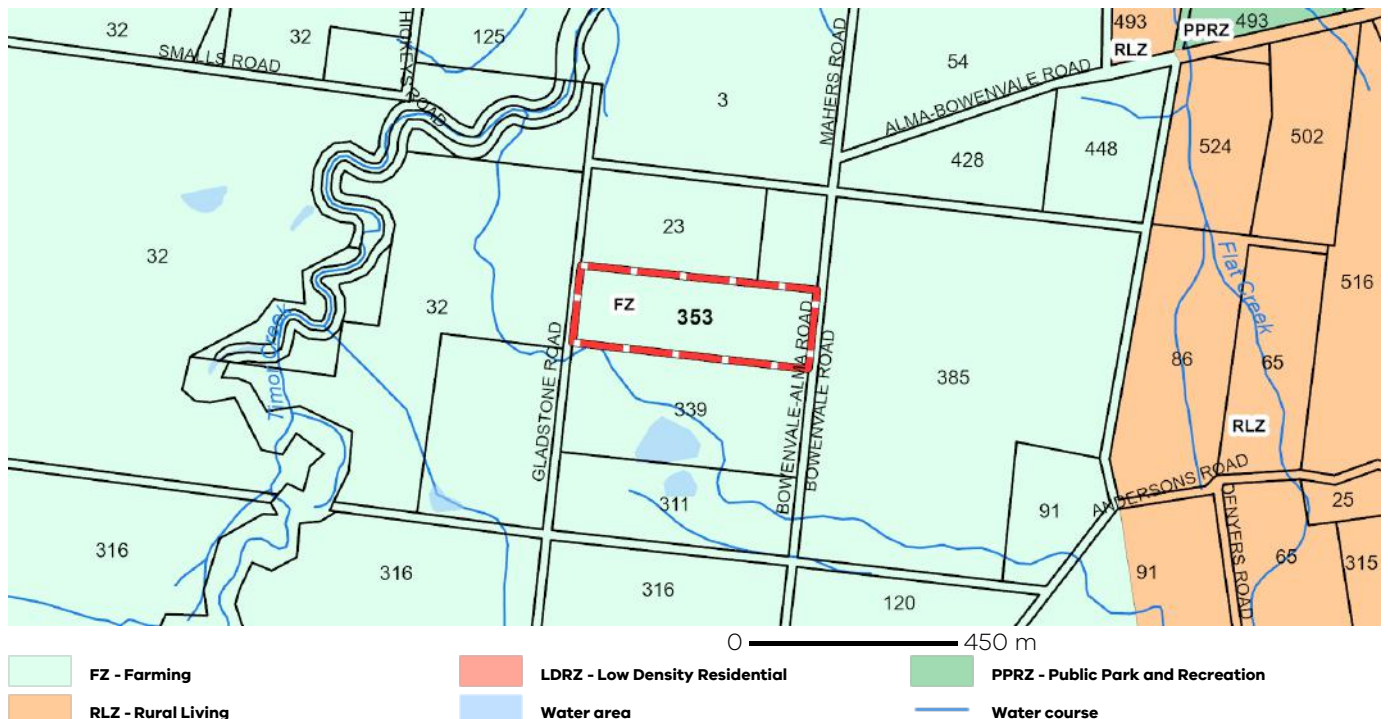 32
SMALLS ROAD
32
HICKEYS ROAD
125
3
MAHERS ROAD
54
ALMA-BOWENVALE ROAD
493
RLZ
PPRZ
493
428
448
524
502
32
Timor Creek
32
23
FZ
353
GLADSTONE ROAD
339
311
BOWENVALE-ALMA ROAD
BOWENVALE ROAD
385
Flat Creek
516
86
65
RLZ
ANDERSONS ROAD
91
DENYERS ROAD
25
316
316
316
120
91
65
315
0 450 m
FZ - Farming
LDRZ - Low Density Residential
PPRZ - Public Park and Recreation
RLZ - Rural Living
Water area
Water course